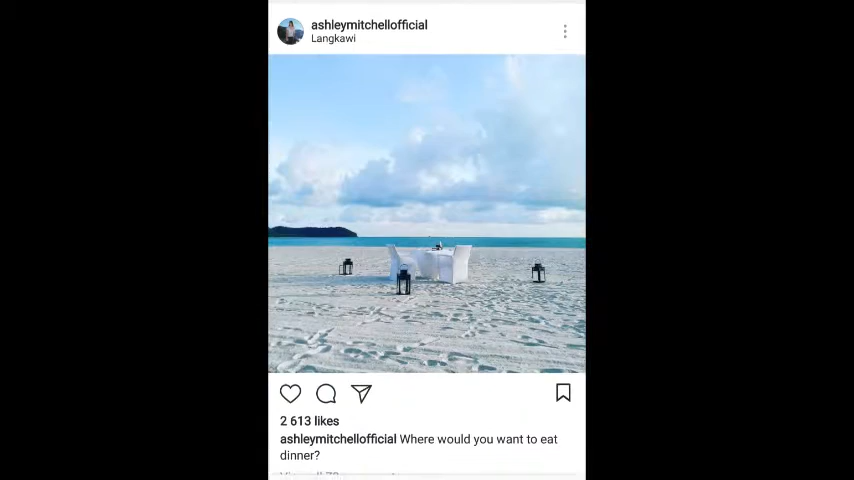 ashleymitchellofficial
Langkawi
2 613 likes
ashleymitchellofficial Where would you want to eat
dinner?